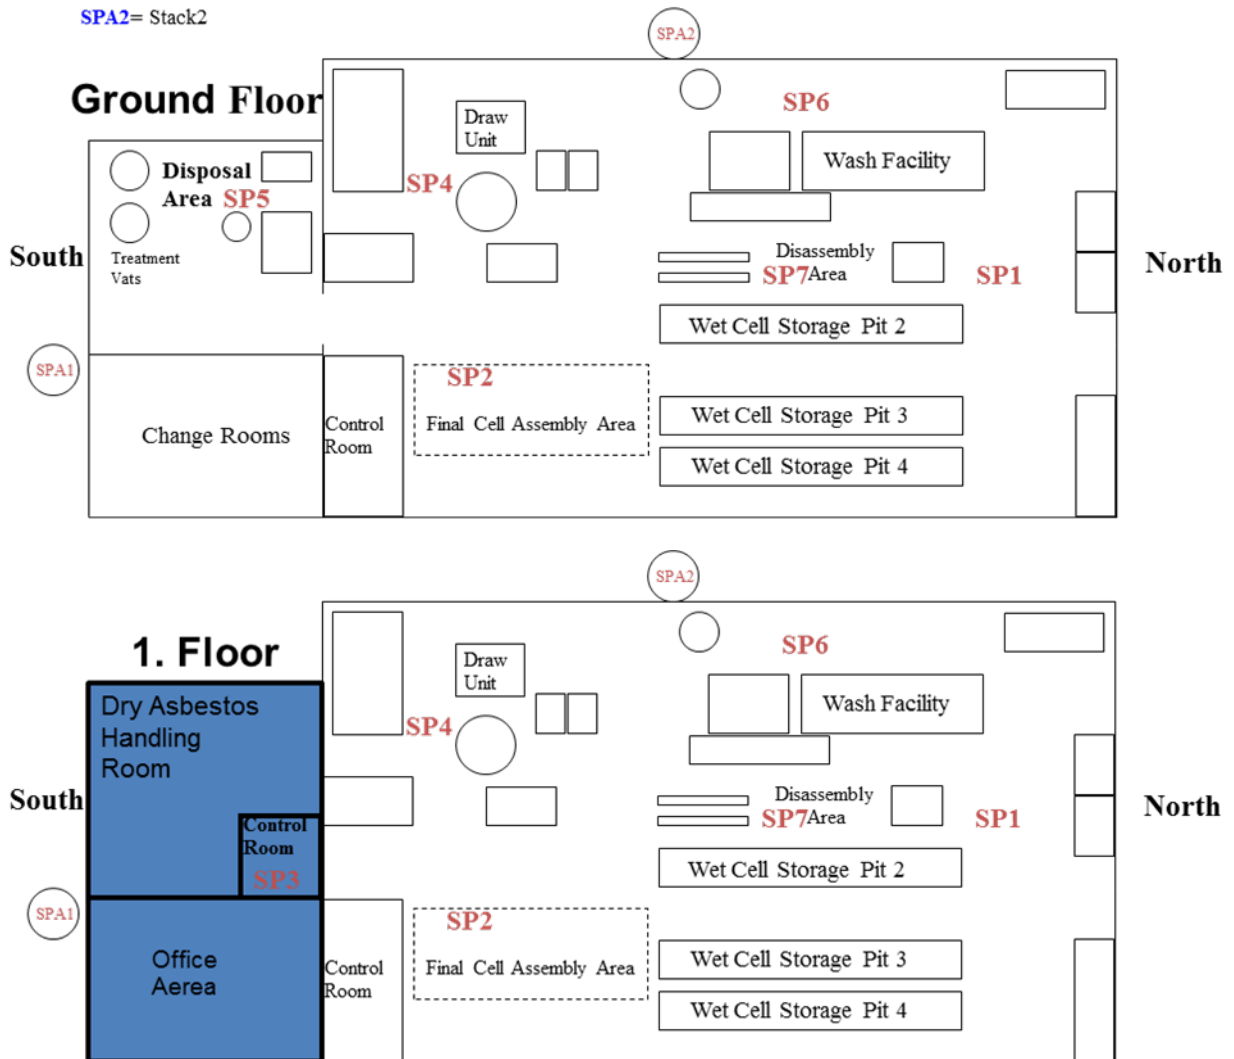 SPA2= Stack2
SPA2
Ground Floor
SP6
Draw
Unit
Wash Facility
Disposal
Area SP5
SP4
South
Treatment
Vats
Disassembly
SP7 Area
SP1
North
Wet Cell Storage Pit 2
SPA1
SP2
Change Rooms
Control
Room
Final Cell Assembly Area
Wet Cell Storage Pit 3
Wet Cell Storage Pit 4
SPA2
1. Floor
SP6
Draw
Unit
Dry Asbestos
Handling
Room
Wash Facility
SP4
South
Control
Room
SP3
Disassembly
SP7 Area
SP1
North
Wet Cell Storage Pit 2
SPA1
SP2
Office
Aerea
Control
Room
Final Cell Assembly Area
Wet Cell Storage Pit 3
Wet Cell Storage Pit 4